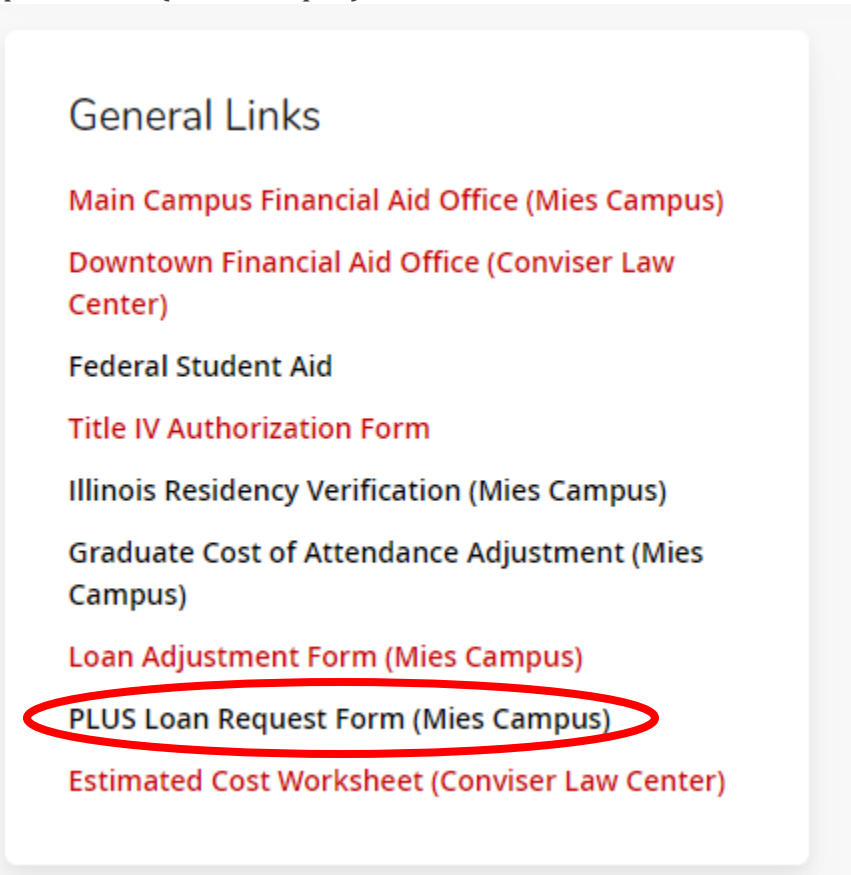 General Links
Main Campus Financial Aid Office (Mies Campus)
Downtown Financial Aid Office (Conviser Law
Center)
Federal Student Aid
Title IV Authorization Form
Illinois Residency Verification (Mies Campus)
Graduate Cost of Attendance Adjustment (Mies
Campus)
Loan Adjustment Form (Mies Campus)
PLUS Loan Request Form (Mies Campus)
Estimated Cost Worksheet (Conviser Law Center)